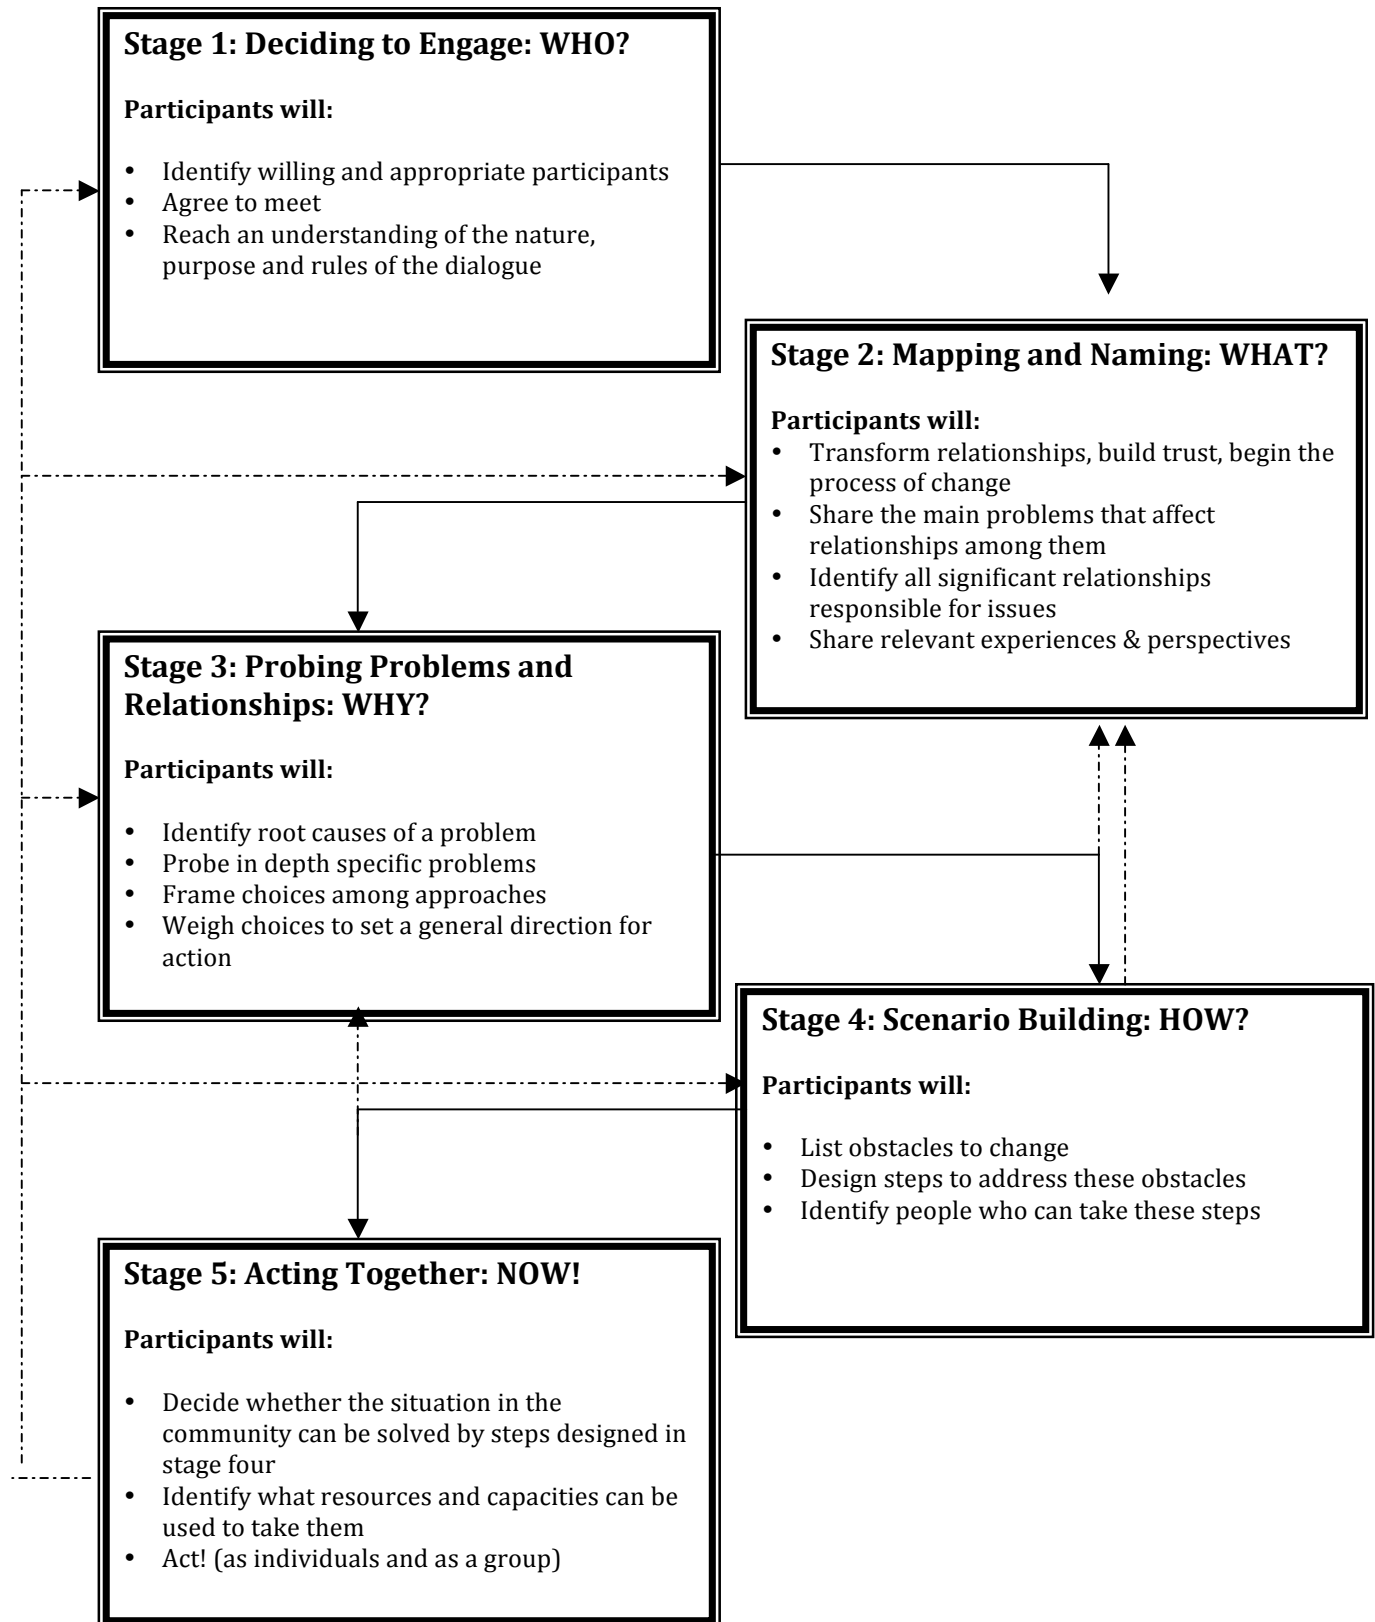 Stage 1: Deciding to Engage: WHO?
Participants will:
• Identify willing and appropriate participants
• Agree to meet
• Reach an understanding of the nature,
purpose and rules of the dialogue
Stage 2: Mapping and Naming: WHAT?
Participants will:
• Transform relationships, build trust, begin the
process of change
• Share the main problems that affect
relationships among them
• Identify all significant relationships
responsible for issues
• Share relevant experiences & perspectives
Stage 3: Probing Problems and
Relationships: WHY?
Participants will:
• Identify root causes of a problem
• Probe in depth specific problems
• Frame choices among approaches
• Weigh choices to set a general direction for
action
Stage 4: Scenario Building: HOW?
Participants will:
• List obstacles to change
• Design steps to address these obstacles
• Identify people who can take these steps
Stage 5: Acting Together: NOW!
Participants will:
• Decide whether the situation in the
community can be solved by steps designed in
stage four
• Identify what resources and capacities can be
used to take them
• Act! (as individuals and as a group)